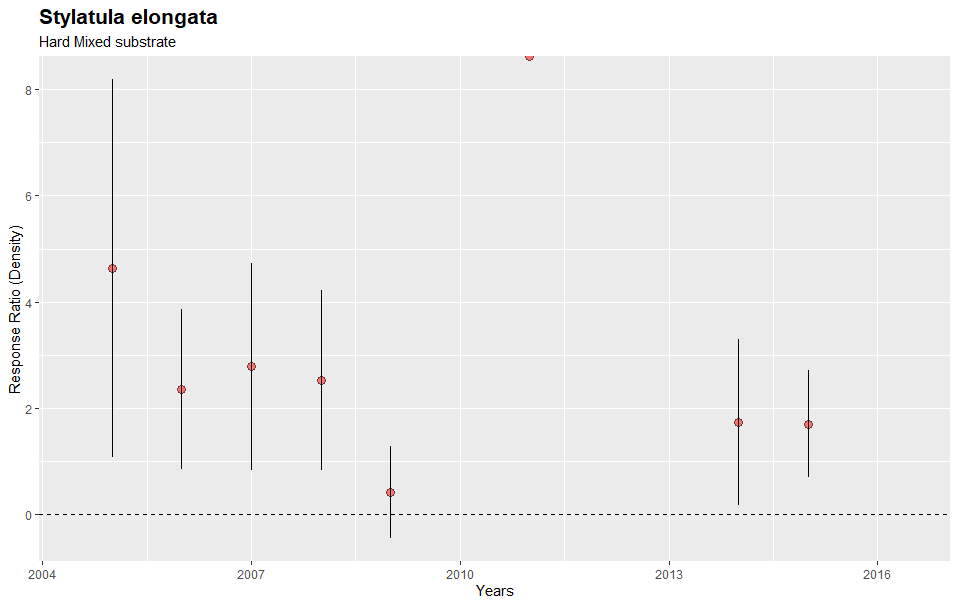 Stylatula elongata
Hard Mixed substrate
8
6
4
2
0
Response Ratio (Density)
2004
2007
2010
2013
2016
Years